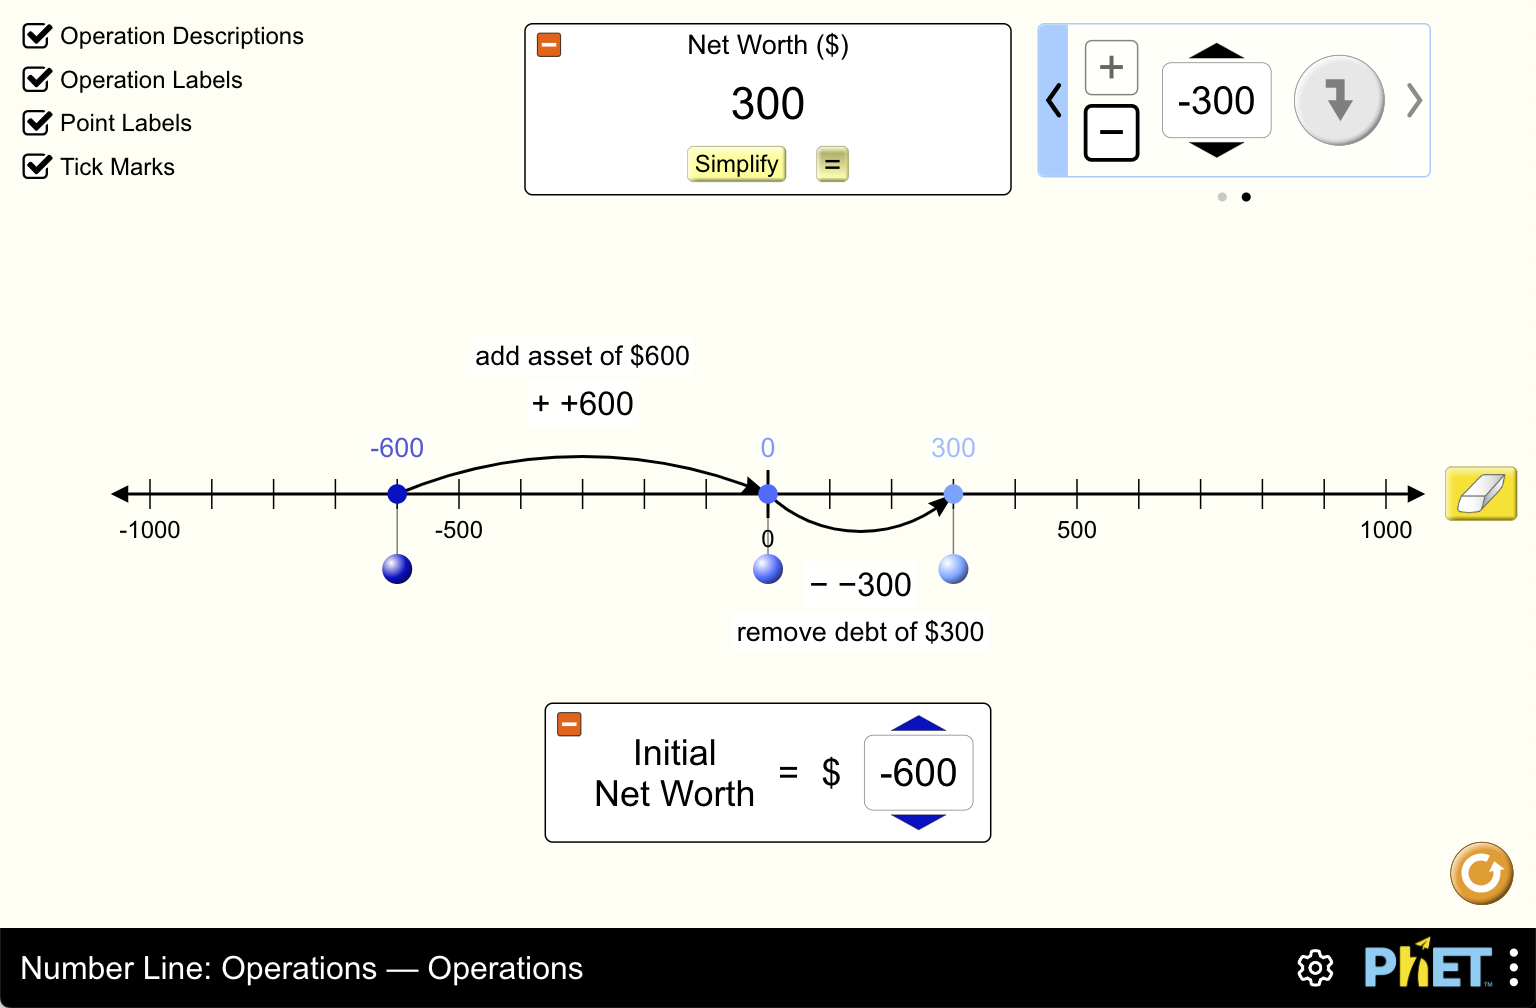 Operation Descriptions
Operation Labels
Point Labels
Tick Marks
Net Worth ($)
300
Simplify
=
+
−
-300
add asset of $600
+ +600
-600
0
300
-1000
-500
0
500
1000
− −300
remove debt of $300
Initial
Net Worth
= $ -600
Number Line: Operations — Operations
PhET™